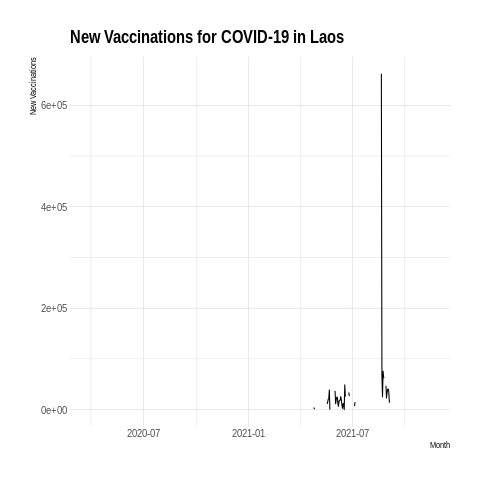 New Vaccinations for COVID-19 in Laos
New Vaccinations
6e+05
4e+05
2e+05
0e+00
2020-07 2021-01 2021-07
Month